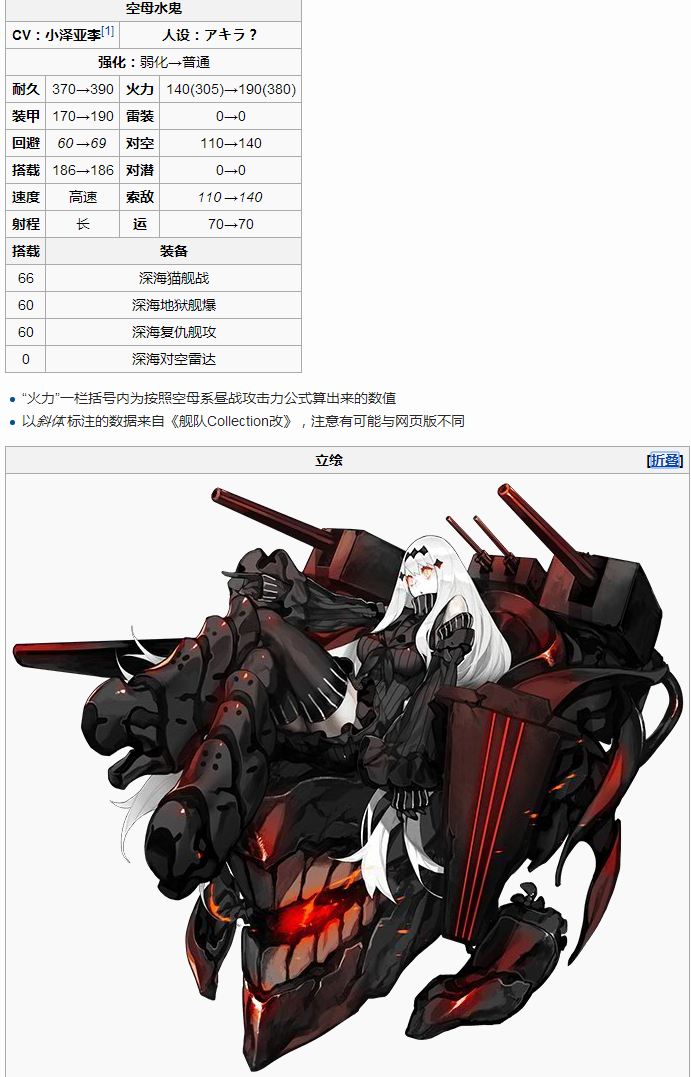 空母水鬼
CV：小泽亚李[1] 人设：アキラ？
强化：弱化→普通
耐久 370→390 火力 140(305)→190(380)
装甲 170→190 雷装 0→0
回避 60→69 对空 110→140
搭载 186→186 对潜 0→0
速度 高速 索敌 110→140
射程 长 运 70→70
搭载 装备
66 深海猫舰战
60 深海地狱舰爆
60 深海复仇舰攻
0 深海对空雷达
“火力”一栏括号内为按照空母系昼战攻击力公式算出来的数值
以斜体标注的数据来自《舰队Collection改》，注意有可能与网页版不同
立绘 [折叠]